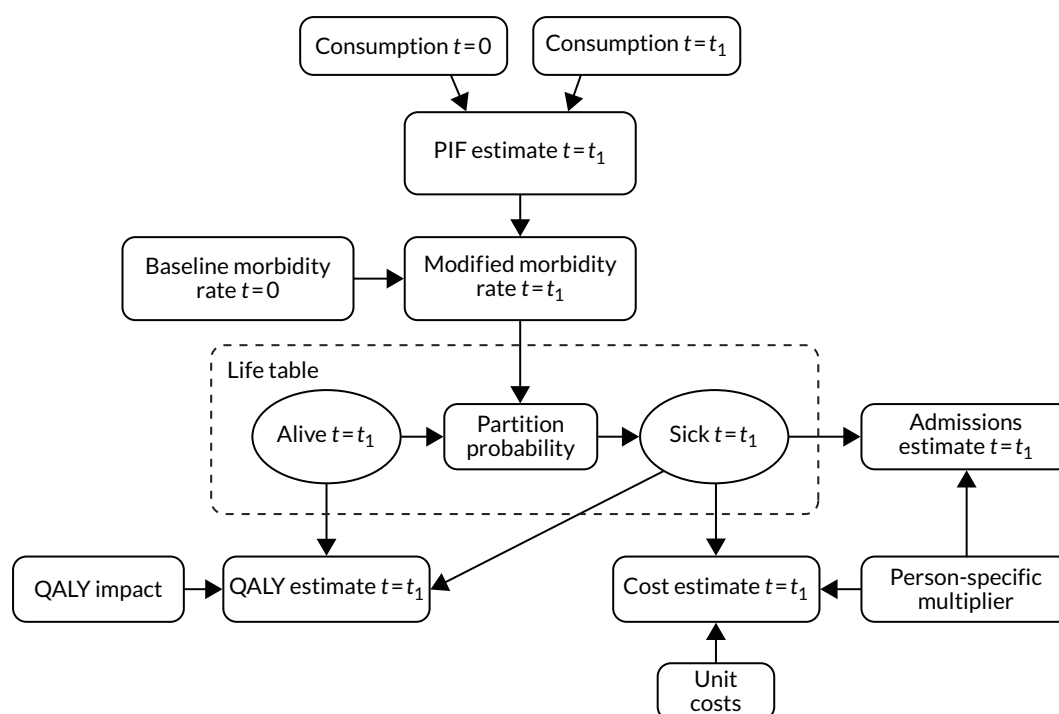 Consumption t=0
Consumption t=t₁
PIF estimate t=t₁
Baseline morbidity
rate t=0
Modified morbidity
rate t=t₁
Life table
Alive t=t₁
Partition
probability
Sick t=t₁
Admissions
estimate t=t₁
QALY impact
QALY estimate t=t₁
Cost estimate t=t₁
Person-specific
multiplier
Unit
costs